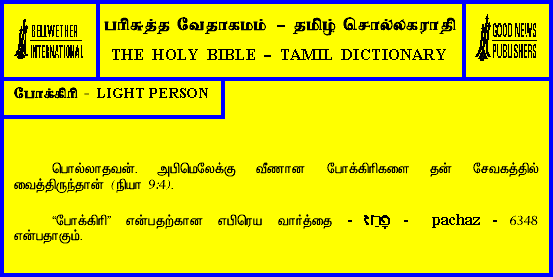 BELLWETHER
INTERNATIONAL
பரிசுத்த வேதாகமம் – தமிழ் சொல்லகராதி
THE HOLY BIBLE – TAMIL DICTIONARY
GOOD NEWS
PUBLISHERS
போக்கிரி - LIGHT PERSON
பொல்லாதவன். அபிமெலேக்கு வீணான போக்கிரிகளை தன் சேவகத்தில்
வைத்திருந்தான் (நியா 9:4).
“போக்கிரி” என்பதற்கான எபிரெய வார்த்தை - - pachaz - 6348
என்பதாகும்.